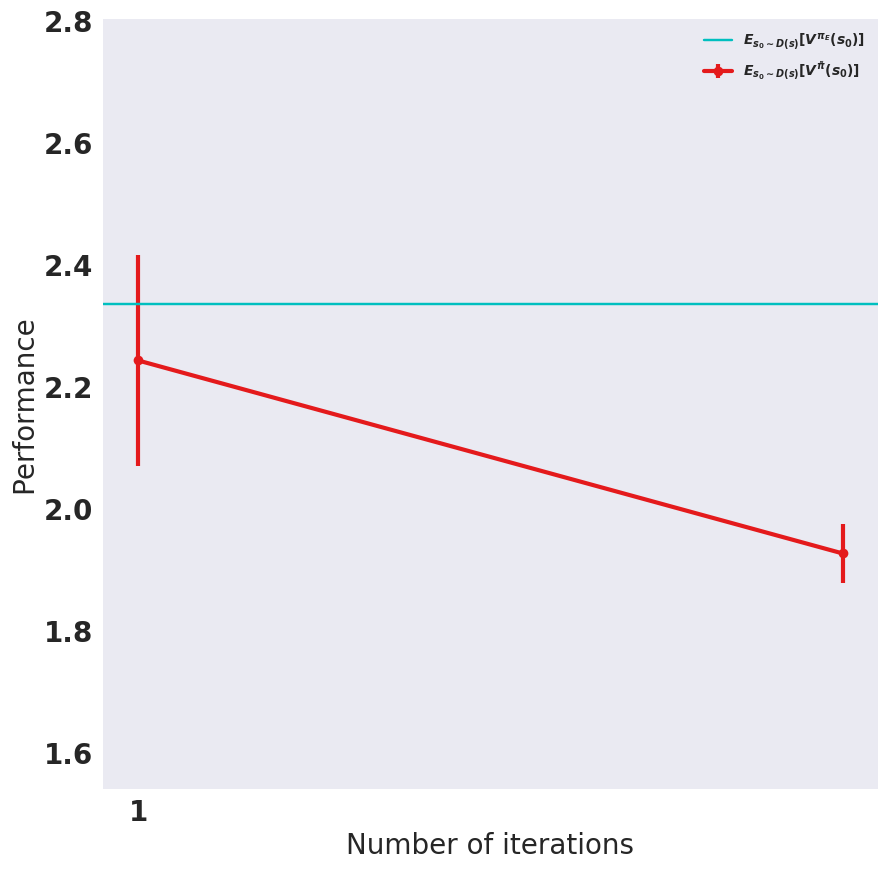 2.8
E_{s_0∼D(s)}[V^{π_E}(s_0)]
E_{s_0∼D(s)}[V^{π̂}(s_0)]
2.6
2.4
2.2
2.0
1.8
1.6
Performance
1
Number of iterations